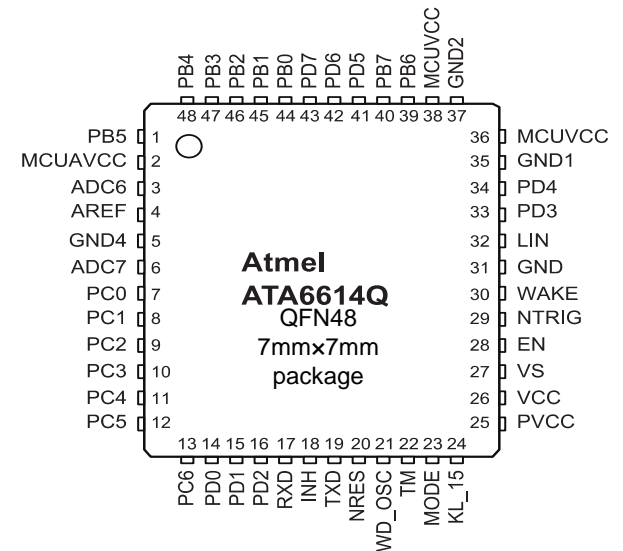 PB4 PB3 PB2 PB1 PB0 PD7 PD6 PD5 PB7 PB6 MCUVCC GND2
48 47 46 45 44 43 42 41 40 39 38 37
PB5 1
MCUAVCC 2
ADC6 3
AREF 4
GND4 5
ADC7 6
PC0 7
PC1 8
PC2 9
PC3 10
PC4 11
PC5 12
Atmel
ATA6614Q
QFN48
7mm×7mm
package
36 MCUVCC
35 GND1
34 PD4
33 PD3
32 LIN
31 GND
30 WAKE
29 NTRIG
28 EN
27 VS
26 VCC
25 PVCC
13 14 15 16 17 18 19 20 21 22 23 24
PC6 PD0 PD1 PD2 RXD INH TXD NRES WD_OSC TM MODE KL_15